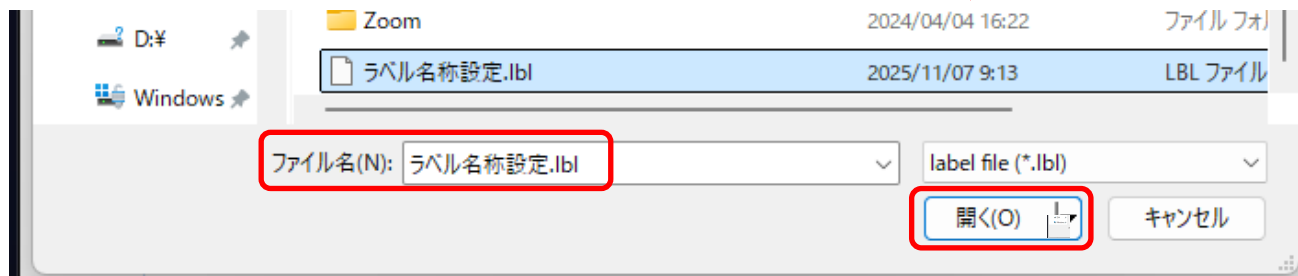 Zoom 2024/04/04 16:22 ファイル フォ
D:¥
ラベル名称設定.lbl 2025/11/07 9:13 LBL ファイル
Windows
ファイル名(N): ラベル名称設定.lbl label file (*.lbl)
開く(O) キャンセル